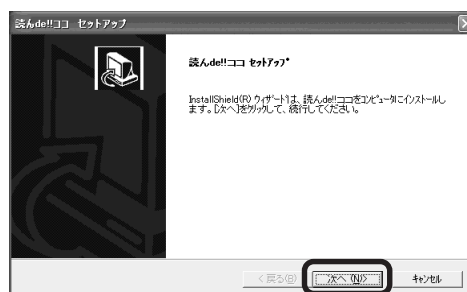 読んde!!ココ セットアップ
読んde!!ココ セットアップ
InstallShield(R) ウィザードは、読んde!!ココをコンピュータにインストールし
ます。[次へ]をクリックして、続行してください。
< 戻る(B) 次へ(N)> キャンセル